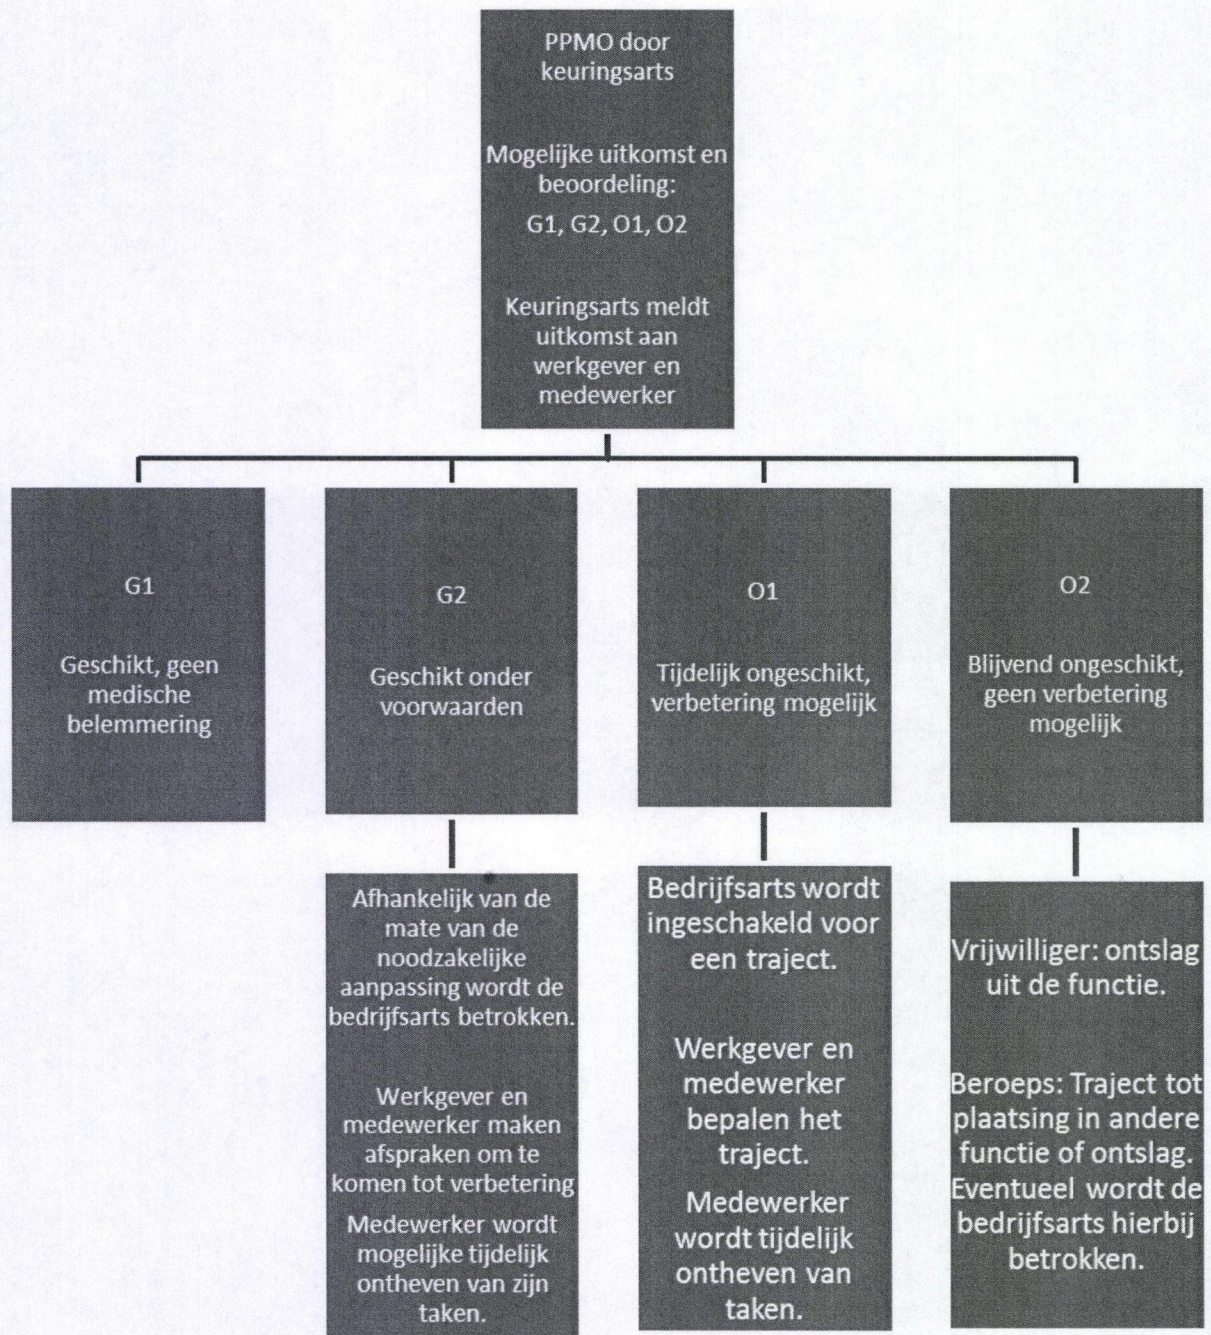 PPMO door
keuringsarts
Mogelijke uitkomst en
beoordeling:
G1, G2, O1, O2
Keuringsarts meldt
uitkomst aan
werkgever en
medewerker
G1
Geschikt, geen
medische
belemmering
G2
Geschikt onder
voorwaarden
O1
Tijdelijk ongeschikt,
verbetering mogelijk
O2
Blijvend ongeschikt,
geen verbetering
mogelijk
Afhankelijk van de
mate van de
noodzakelijke
aanpassing wordt de
bedrijfsarts betrokken.
Werkgever en
medewerker maken
afspraken om te
komen tot verbetering
Medewerker wordt
mogelijke tijdelijk
ontheven van zijn
taken.
Bedrijfsarts wordt
ingeschakeld voor
een traject.
Werkgever en
medewerker
bepalen het
traject.
Medewerker
wordt tijdelijk
ontheven van
taken.
Vrijwilliger: ontslag
uit de functie.
Beroeps: Traject tot
plaatsing in andere
functie of ontslag.
Eventueel wordt de
bedrijfsarts hierbij
betrokken.